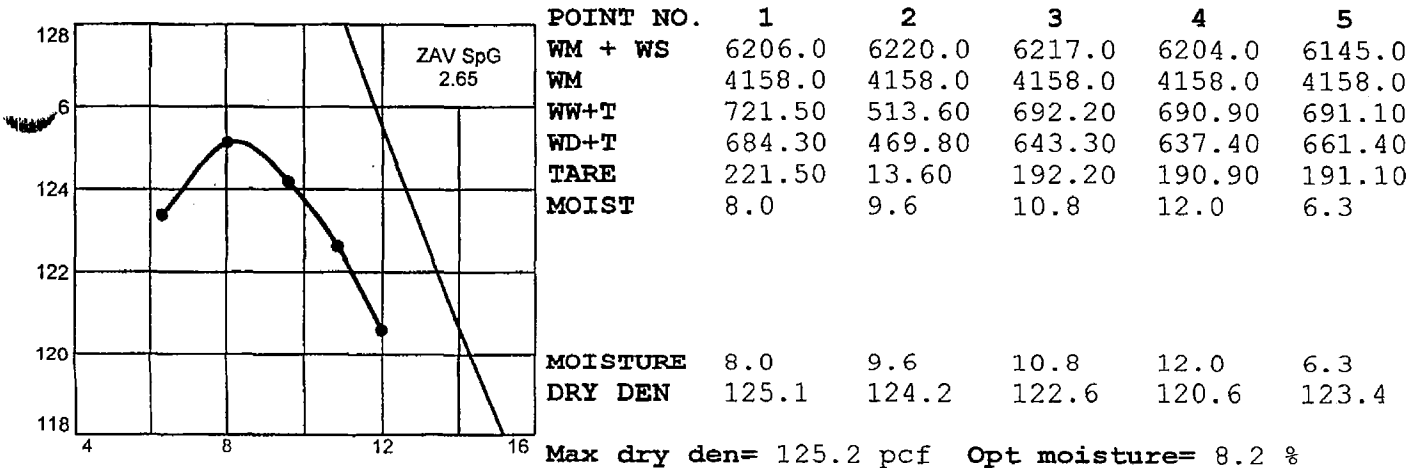 128
6
124
122
120
118
4 8 12 16
ZAV SpG
2.65
POINT NO. 1 2 3 4 5
WM + WS 6206.0 6220.0 6217.0 6204.0 6145.0
WM 4158.0 4158.0 4158.0 4158.0 4158.0
WW+T 721.50 513.60 692.20 690.90 691.10
WD+T 684.30 469.80 643.30 637.40 661.40
TARE 221.50 13.60 192.20 190.90 191.10
MOIST 8.0 9.6 10.8 12.0 6.3
MOISTURE 8.0 9.6 10.8 12.0 6.3
DRY DEN 125.1 124.2 122.6 120.6 123.4
Max dry den= 125.2 pcf Opt moisture= 8.2 %